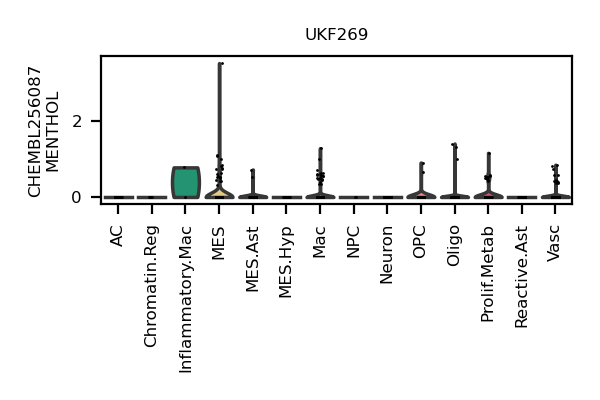 UKF269
CHEMBL256087
MENTHOL
2
0
AC
Chromatin.Reg
Inflammatory.Mac
MES
MES.Ast
MES.Hyp
Mac
NPC
Neuron
OPC
Oligo
Prolif.Metab
Reactive.Ast
Vasc